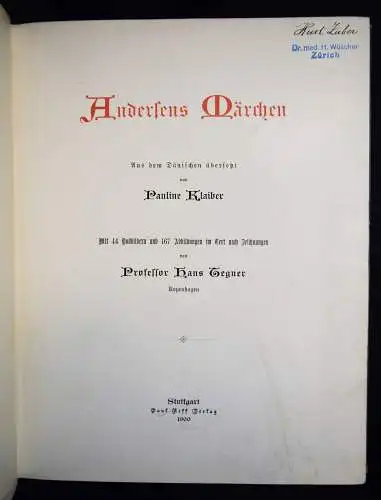 Kurt Zuber
Dr. med. H. Wüscher
Zürich
Andersens Märchen
Aus dem Dänischen übersetzt
von
Pauline Klaiber
Mit 44 Vollbildern und 167 Abbildungen im Text nach Zeichnungen
von
Professor Hans Tegner
Kopenhagen
Stuttgart
Paul Neff Verlag
1900